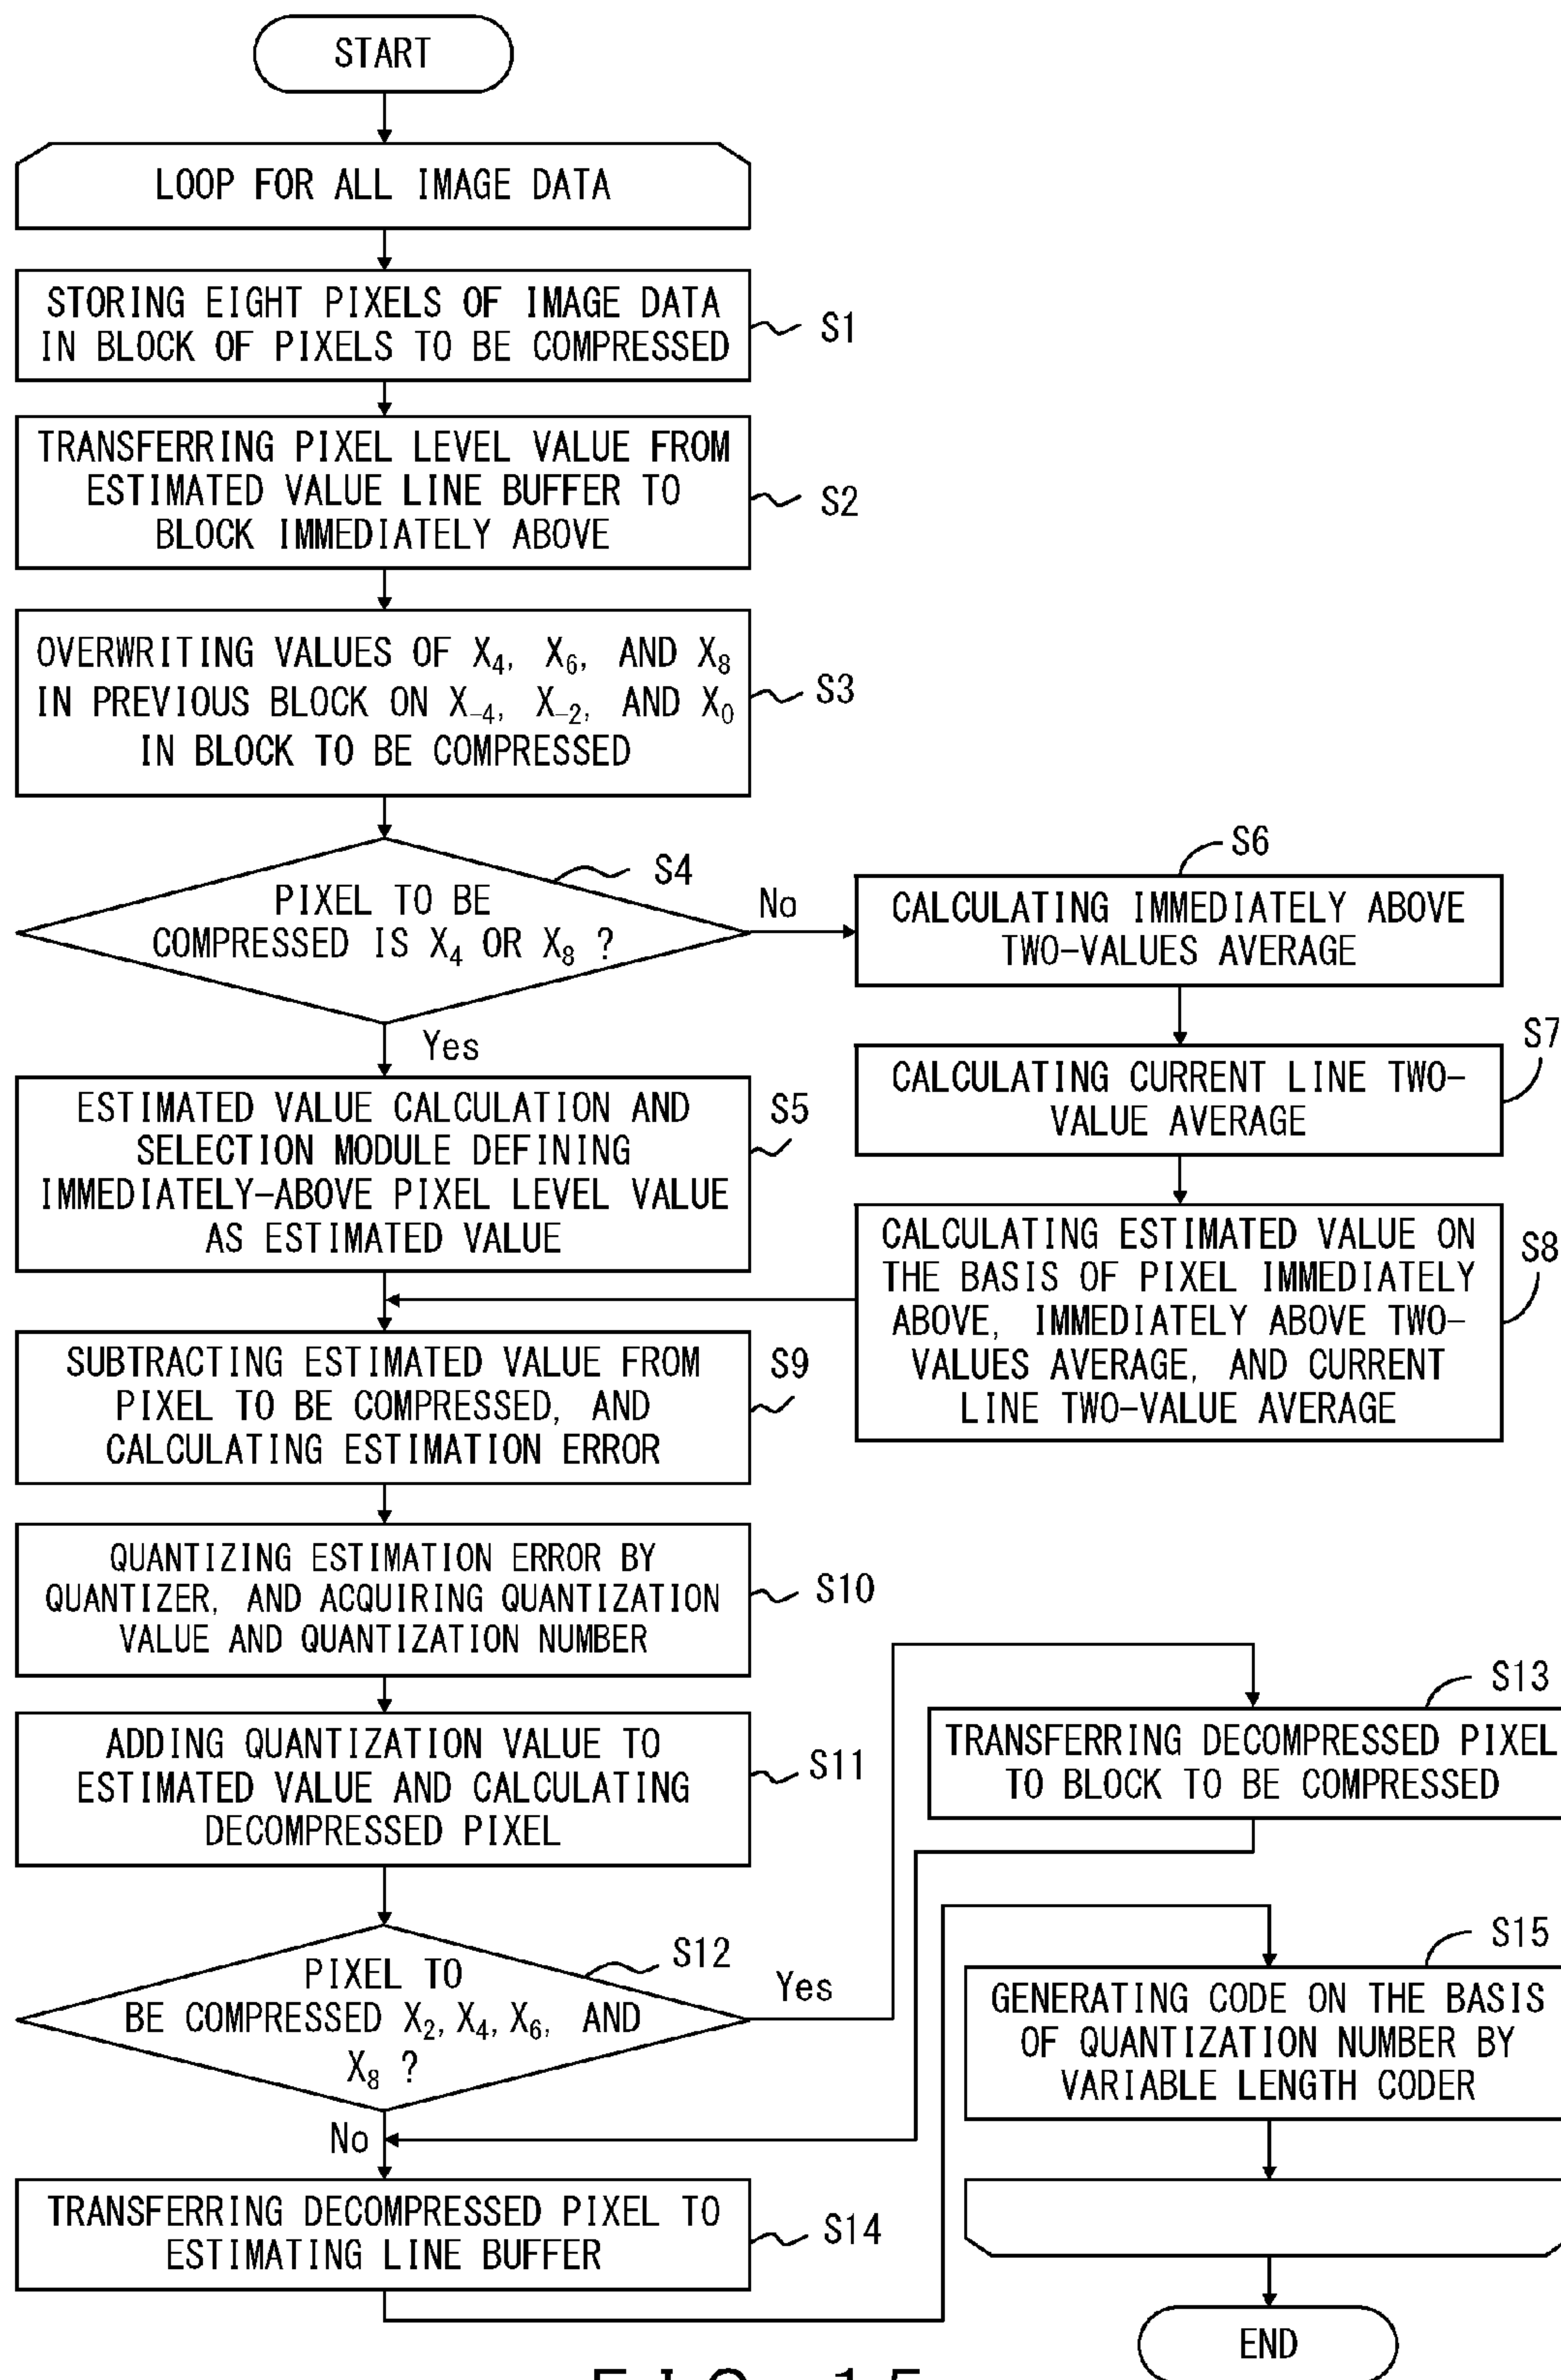 START
LOOP FOR ALL IMAGE DATA
STORING EIGHT PIXELS OF IMAGE DATA
IN BLOCK OF PIXELS TO BE COMPRESSED
S1
TRANSFERRING PIXEL LEVEL VALUE FROM
ESTIMATED VALUE LINE BUFFER TO
BLOCK IMMEDIATELY ABOVE
S2
OVERWRITING VALUES OF X4, X6, AND X8
IN PREVIOUS BLOCK ON X-4, X-2, AND X0
IN BLOCK TO BE COMPRESSED
S3
PIXEL TO BE
COMPRESSED IS X4 OR X8 ?
S4
No
Yes
ESTIMATED VALUE CALCULATION AND
SELECTION MODULE DEFINING
IMMEDIATELY-ABOVE PIXEL LEVEL VALUE
AS ESTIMATED VALUE
S5
S6
CALCULATING IMMEDIATELY ABOVE
TWO-VALUES AVERAGE
S7
CALCULATING CURRENT LINE TWO-
VALUE AVERAGE
S8
CALCULATING ESTIMATED VALUE ON
THE BASIS OF PIXEL IMMEDIATELY
ABOVE, IMMEDIATELY ABOVE TWO-
VALUES AVERAGE, AND CURRENT
LINE TWO-VALUE AVERAGE
SUBTRACTING ESTIMATED VALUE FROM
PIXEL TO BE COMPRESSED, AND
CALCULATING ESTIMATION ERROR
S9
QUANTIZING ESTIMATION ERROR BY
QUANTIZER, AND ACQUIRING QUANTIZATION
VALUE AND QUANTIZATION NUMBER
S10
ADDING QUANTIZATION VALUE TO
ESTIMATED VALUE AND CALCULATING
DECOMPRESSED PIXEL
S11
PIXEL TO
BE COMPRESSED X2, X4, X6, AND
X8 ?
S12
Yes
No
S13
TRANSFERRING DECOMPRESSED PIXEL
TO BLOCK TO BE COMPRESSED
TRANSFERRING DECOMPRESSED PIXEL TO
ESTIMATING LINE BUFFER
S14
S15
GENERATING CODE ON THE BASIS
OF QUANTIZATION NUMBER BY
VARIABLE LENGTH CODER
END
FIG. 15